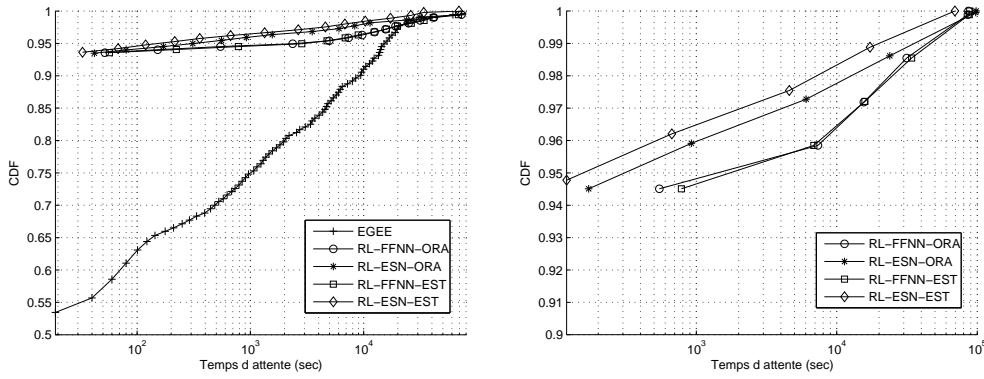 1
0.95
0.9
0.85
0.8
0.75
0.7
0.65
0.6
0.55
0.5
CDF
10²
10³
10⁴
Temps d attente (sec)
EGEE
RL−FFNN−ORA
RL−ESN−ORA
RL−FFNN−EST
RL−ESN−EST
1
0.99
0.98
0.97
0.96
0.95
0.94
0.93
0.92
0.91
0.9
CDF
10³
10⁴
10⁵
Temps d attente (sec)
RL−FFNN−ORA
RL−ESN−ORA
RL−FFNN−EST
RL−ESN−EST